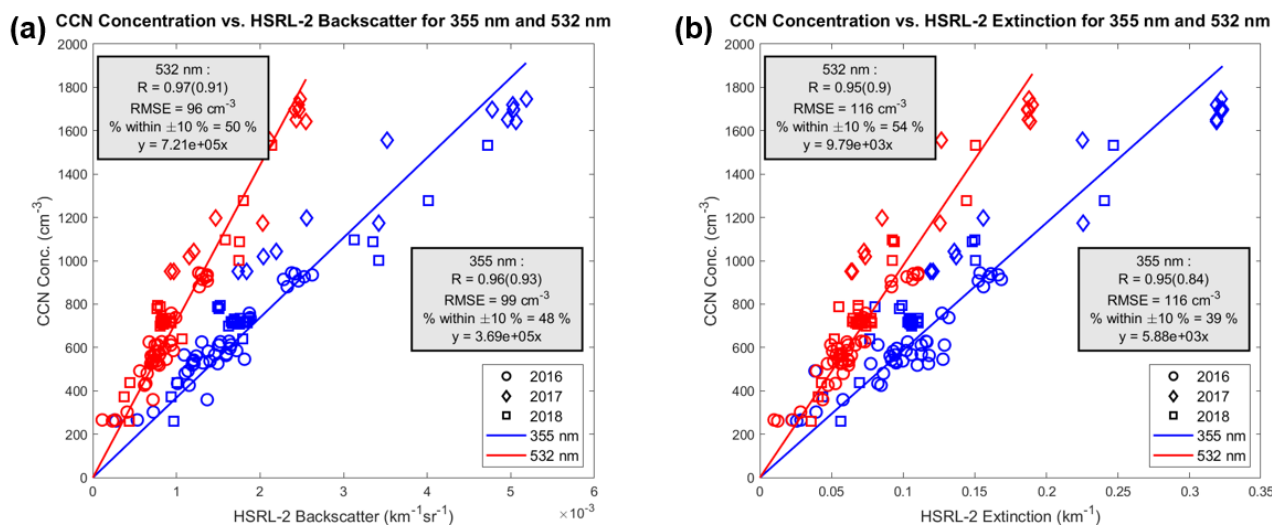 (a)
CCN Concentration vs. HSRL-2 Backscatter for 355 nm and 532 nm
2000
1800
1600
1400
1200
1000
800
600
400
200
0
CCN Conc. (cm⁻³)
532 nm :
R = 0.97(0.91)
RMSE = 96 cm⁻³
% within ±10 % = 50 %
y = 7.21e+05x
355 nm :
R = 0.96(0.93)
RMSE = 99 cm⁻³
% within ±10 % = 48 %
y = 3.69e+05x
2016
2017
2018
355 nm
532 nm
0 1 2 3 4 5 6
×10⁻³
HSRL-2 Backscatter (km⁻¹sr⁻¹)
(b)
CCN Concentration vs. HSRL-2 Extinction for 355 nm and 532 nm
2000
1800
1600
1400
1200
1000
800
600
400
200
0
CCN Conc. (cm⁻³)
532 nm :
R = 0.95(0.9)
RMSE = 116 cm⁻³
% within ±10 % = 54 %
y = 9.79e+03x
355 nm :
R = 0.95(0.84)
RMSE = 116 cm⁻³
% within ±10 % = 39 %
y = 5.88e+03x
2016
2017
2018
355 nm
532 nm
0 0.05 0.1 0.15 0.2 0.25 0.3 0.35
HSRL-2 Extinction (km⁻¹)